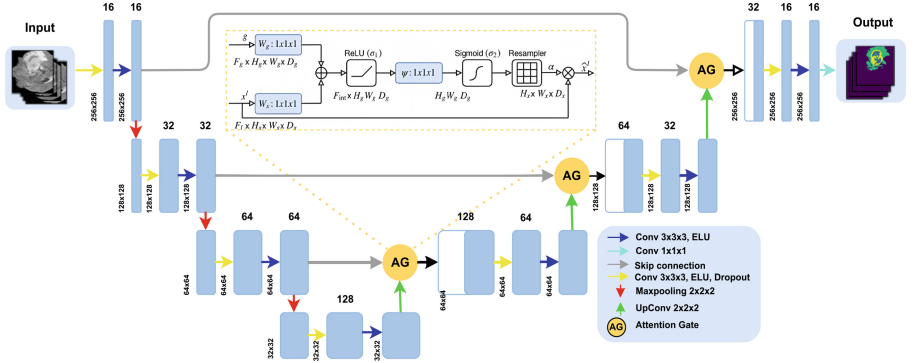 Input
16 16
256x256
256x256
g
W_g : 1x1x1
F_g x H_g x W_g x D_g
x^l
W_x : 1x1x1
F_l x H_x x W_x x D_x
ReLU (σ_1)
F_int x H_g W_g D_g
ψ : 1x1x1
Sigmoid (σ_2)
H_g W_g D_g
Resampler
α
H_x x W_x x D_x
x̂^l
AG
32 16 16
256x256
256x256
256x256
Output
32 32
128x128
128x128
128x128
AG
64 32
128x128
128x128
128x128
64 64
64x64
64x64
64x64
AG
128 64
64x64
64x64
64x64
128
32x32
32x32
32x32
Conv 3x3x3, ELU
Conv 1x1x1
Skip connection
Conv 3x3x3, ELU, Dropout
Maxpooling 2x2x2
UpConv 2x2x2
AG Attention Gate